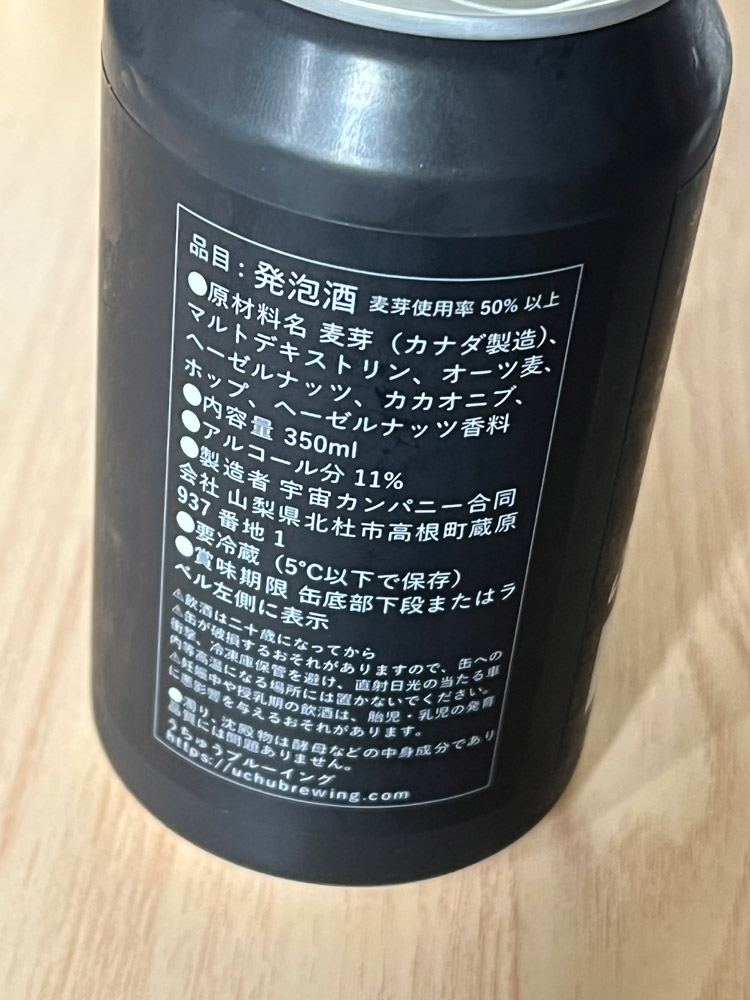 品目：発泡酒 麦芽使用率 50% 以上
●原材料名 麦芽（カナダ製造）、
マルトデキストリン、オーツ麦、
ヘーゼルナッツ、カカオニブ、
ホップ、ヘーゼルナッツ香料
●内容量 350ml
●アルコール分 11%
●製造者 宇宙カンパニー合同
会社 山梨県北杜市高根町蔵原
937 番地 1
●要冷蔵（5℃以下で保存）
●賞味期限 缶底部下段またはラ
ベル左側に表示
⚠飲酒は二十歳になってから
⚠缶が破損するおそれがありますので、缶への
衝撃、冷凍庫保管を避け、直射日光の当たる車
内等高温になる場所には置かないでください。
⚠妊娠中や授乳期の飲酒は、胎児・乳児の発育
に悪影響を与えるおそれがあります。
●濁り、沈殿物は酵母などの中身成分であり
品質には問題ありません。
うちゅうブルーイング
https://uchubrewing.com